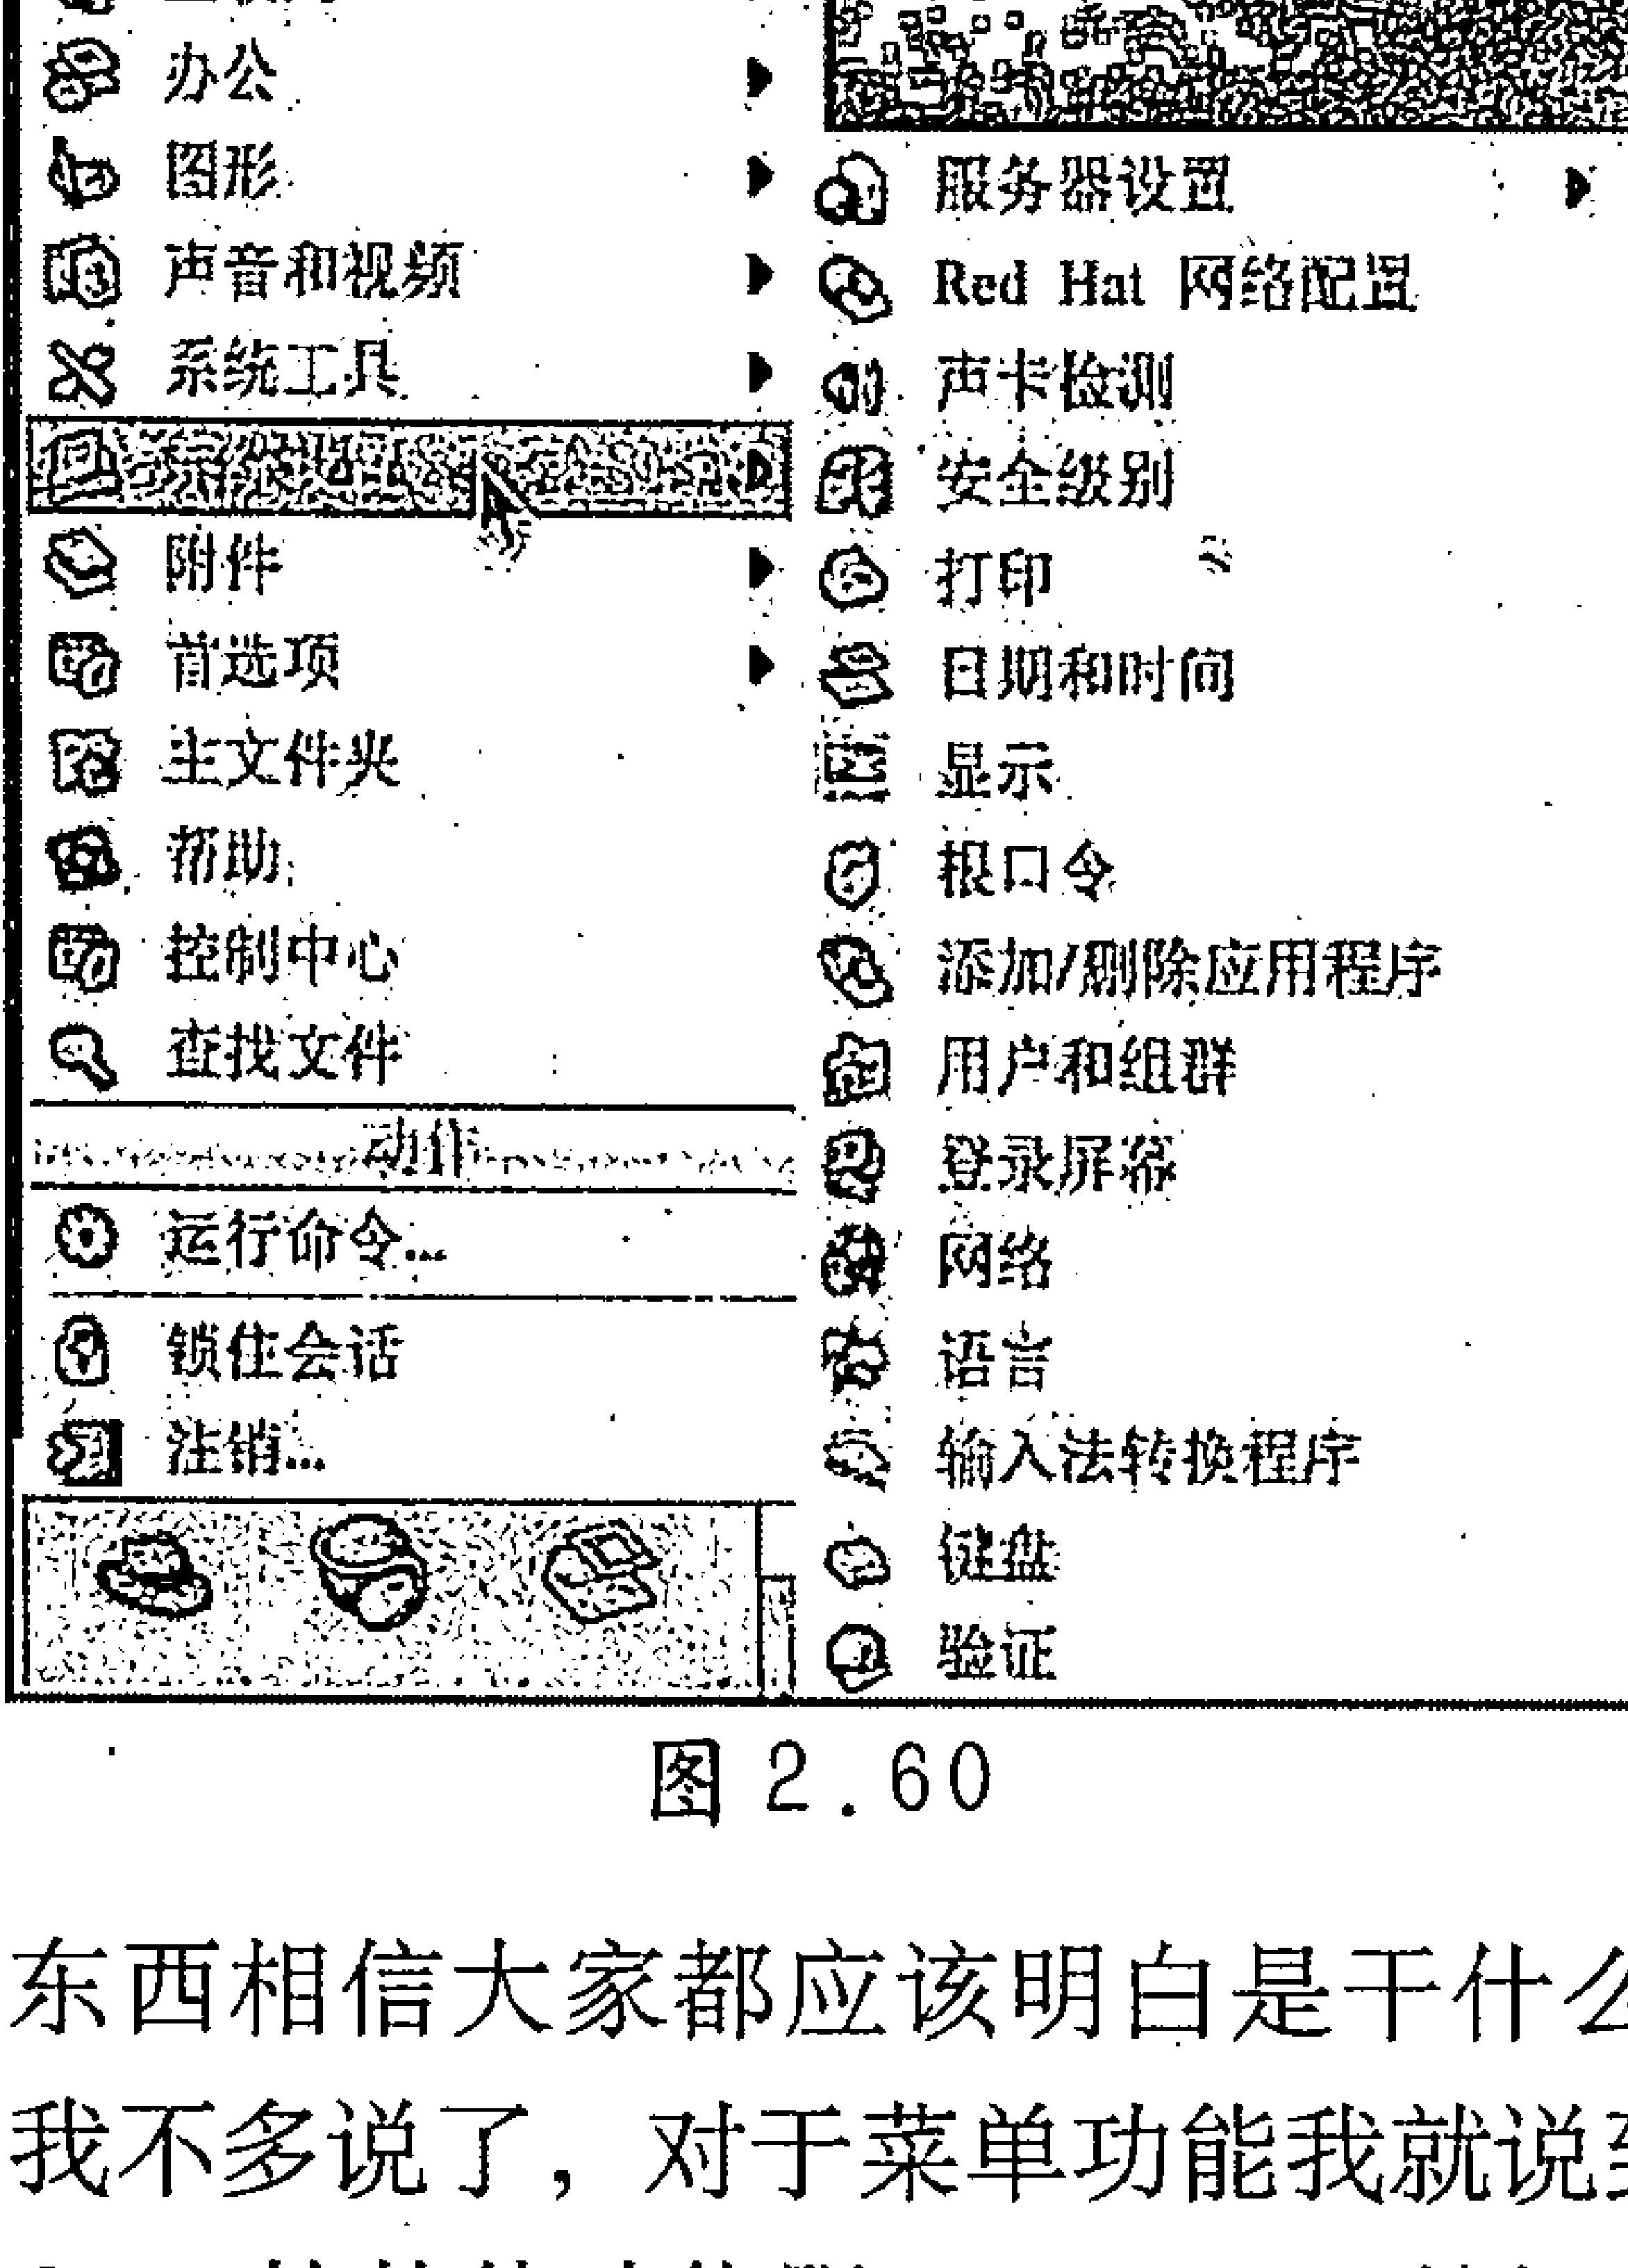 办公
图形
声音和视频
系统工具
附件
首选项
主文件夹
帮助
控制中心
查找文件
动作
运行命令...
锁住会话
注销...
服务器设置
Red Hat 网络配置
声卡检测
安全级别
打印
日期和时间
显示
根口令
添加/删除应用程序
用户和组群
登录屏幕
网络
语言
输入法转换程序
键盘
验证
图 2.60
东西相信大家都应该明白是干什么
我不多说了，对于菜单功能我就说